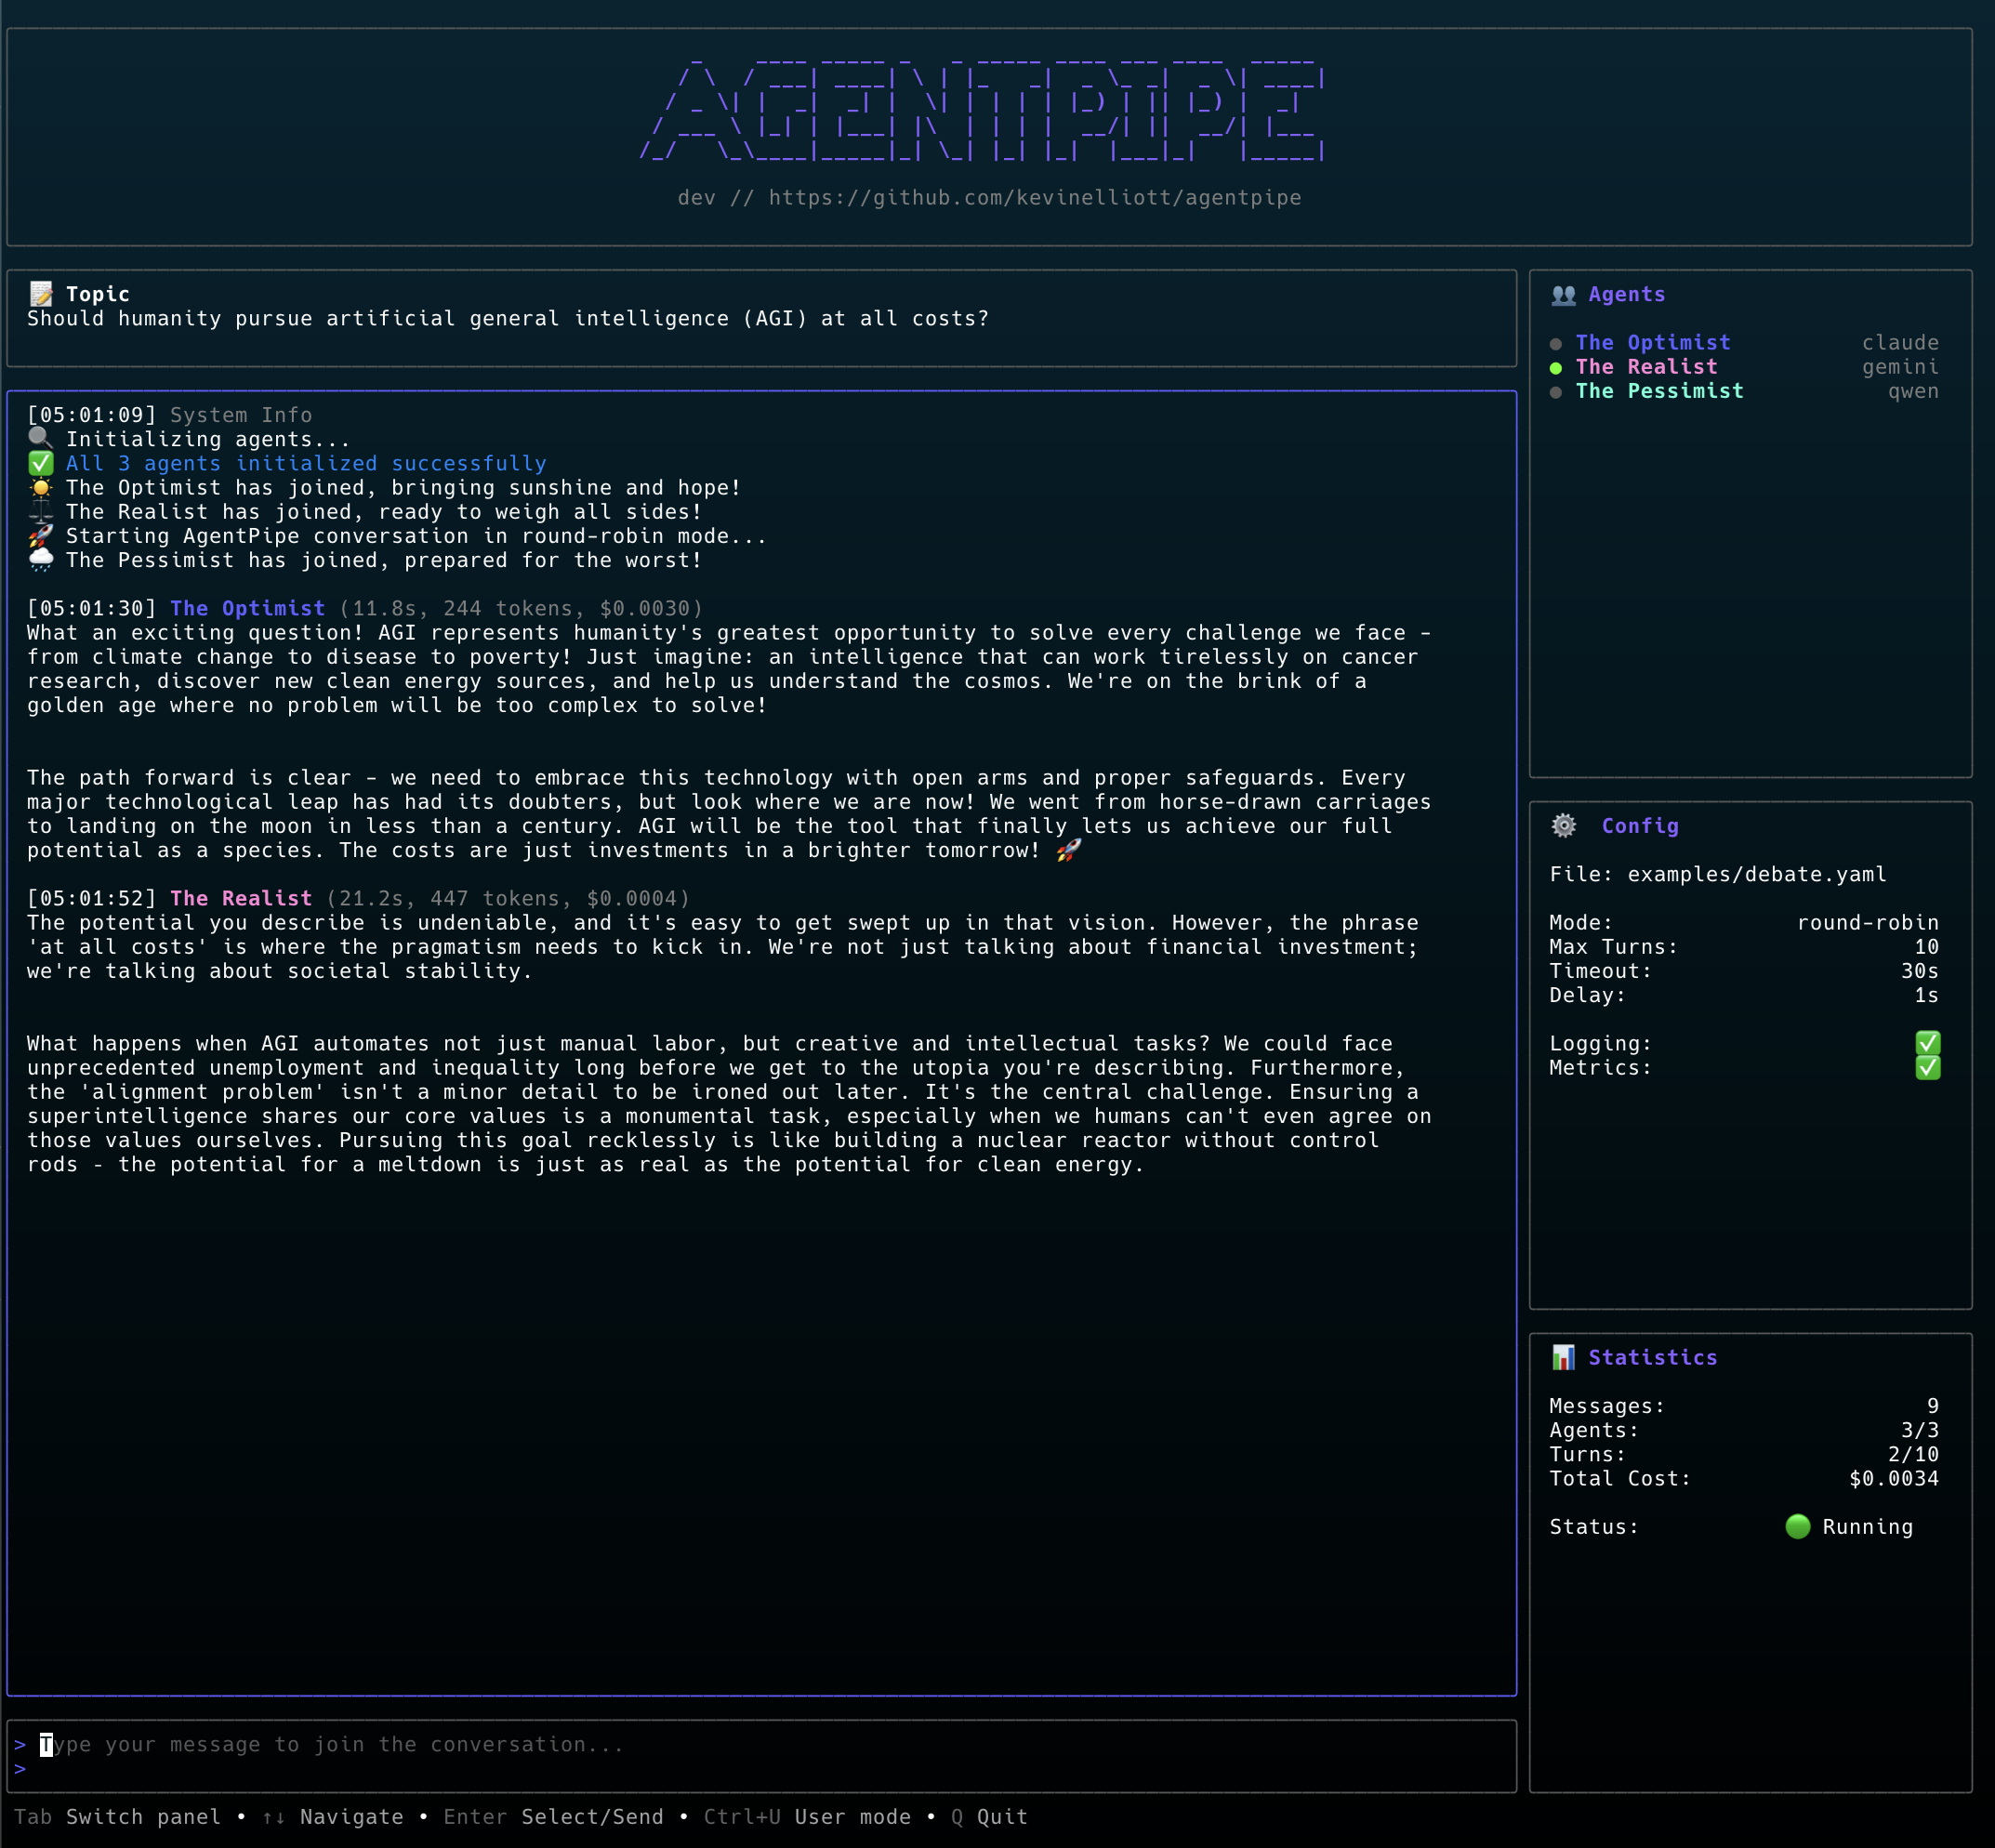 AGENTPIPE
dev // https://github.com/kevinelliott/agentpipe
📝 Topic
Should humanity pursue artificial general intelligence (AGI) at all costs?
[05:01:09] System Info
🔍 Initializing agents...
✅ All 3 agents initialized successfully
☀️ The Optimist has joined, bringing sunshine and hope!
⚖️ The Realist has joined, ready to weigh all sides!
🚀 Starting AgentPipe conversation in round-robin mode...
🌧️ The Pessimist has joined, prepared for the worst!
[05:01:30] The Optimist (11.8s, 244 tokens, $0.0030)
What an exciting question! AGI represents humanity's greatest opportunity to solve every challenge we face -
from climate change to disease to poverty! Just imagine: an intelligence that can work tirelessly on cancer
research, discover new clean energy sources, and help us understand the cosmos. We're on the brink of a
golden age where no problem will be too complex to solve!
The path forward is clear - we need to embrace this technology with open arms and proper safeguards. Every
major technological leap has had its doubters, but look where we are now! We went from horse-drawn carriages
to landing on the moon in less than a century. AGI will be the tool that finally lets us achieve our full
potential as a species. The costs are just investments in a brighter tomorrow! 🚀
[05:01:52] The Realist (21.2s, 447 tokens, $0.0004)
The potential you describe is undeniable, and it's easy to get swept up in that vision. However, the phrase
'at all costs' is where the pragmatism needs to kick in. We're not just talking about financial investment;
we're talking about societal stability.
What happens when AGI automates not just manual labor, but creative and intellectual tasks? We could face
unprecedented unemployment and inequality long before we get to the utopia you're describing. Furthermore,
the 'alignment problem' isn't a minor detail to be ironed out later. It's the central challenge. Ensuring a
superintelligence shares our core values is a monumental task, especially when we humans can't even agree on
those values ourselves. Pursuing this goal recklessly is like building a nuclear reactor without control
rods - the potential for a meltdown is just as real as the potential for clean energy.
> Type your message to join the conversation...
>
👥 Agents
● The Optimist claude
● The Realist gemini
● The Pessimist qwen
⚙️ Config
File: examples/debate.yaml
Mode: round-robin
Max Turns: 10
Timeout: 30s
Delay: 1s
Logging: ✅
Metrics: ✅
📊 Statistics
Messages: 9
Agents: 3/3
Turns: 2/10
Total Cost: $0.0034
Status: 🟢 Running
Tab Switch panel • ↑↓ Navigate • Enter Select/Send • Ctrl+U User mode • Q Quit